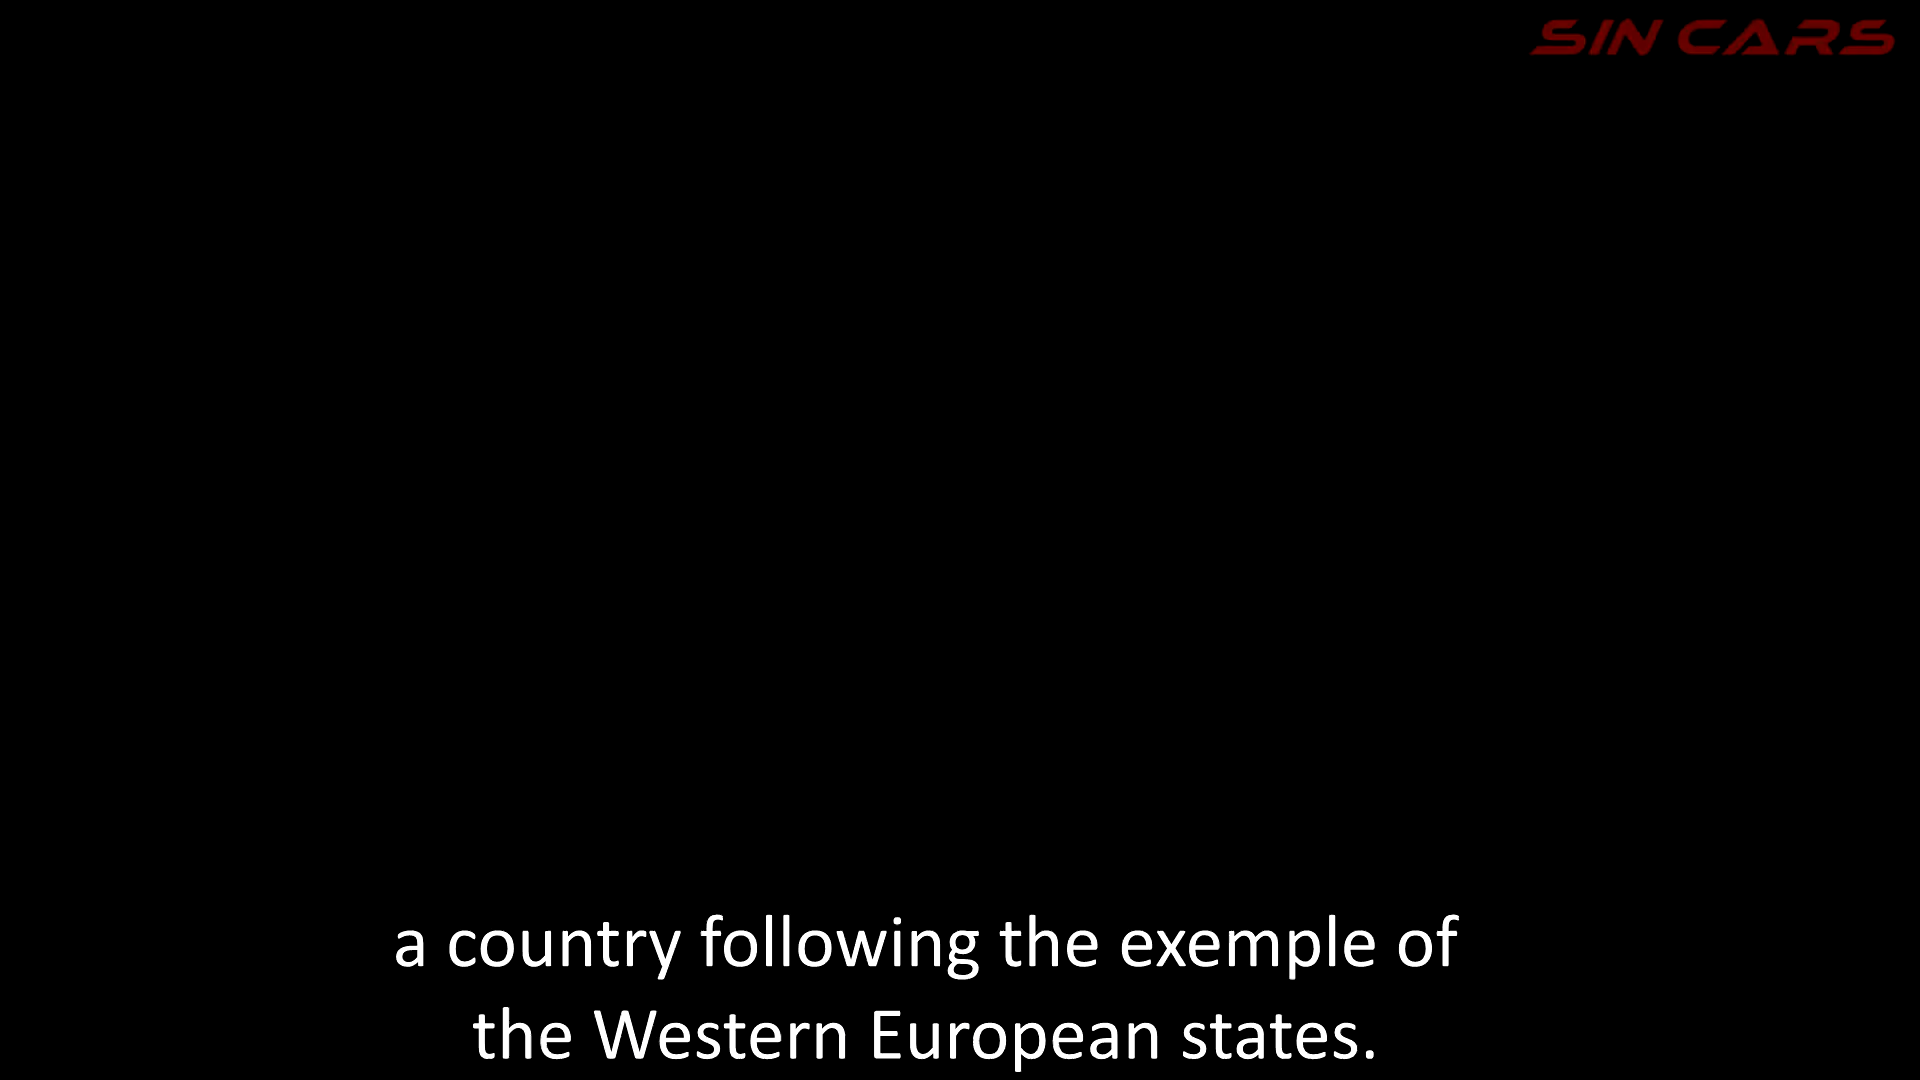 SIN CARS
a country following the exemple of
the Western European states.